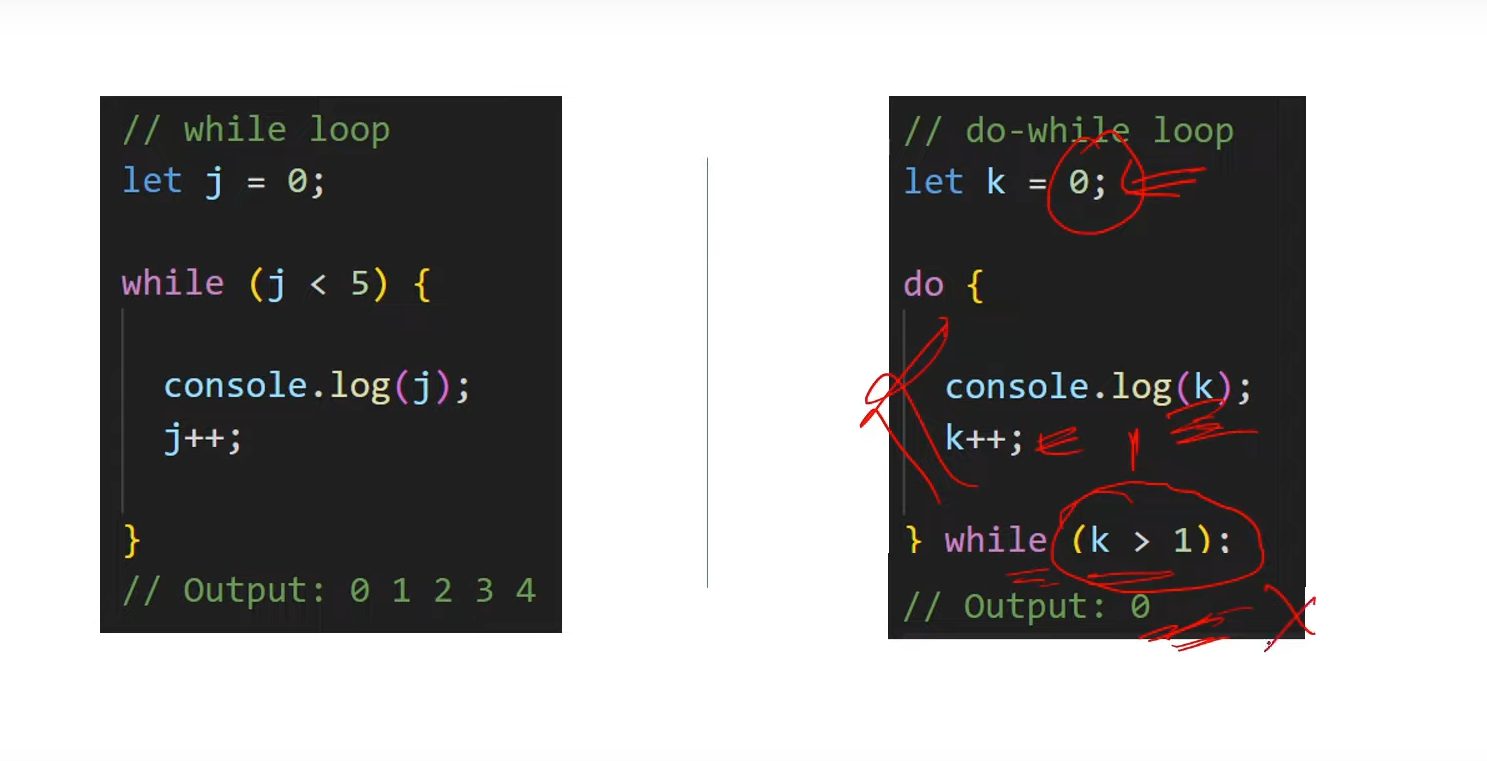 // while loop
let j = 0;
while (j < 5) {
console.log(j);
j++;
}
// Output: 0 1 2 3 4
// do-while loop
let k = 0;
do {
console.log(k);
k++;
} while (k > 1);
// Output: 0